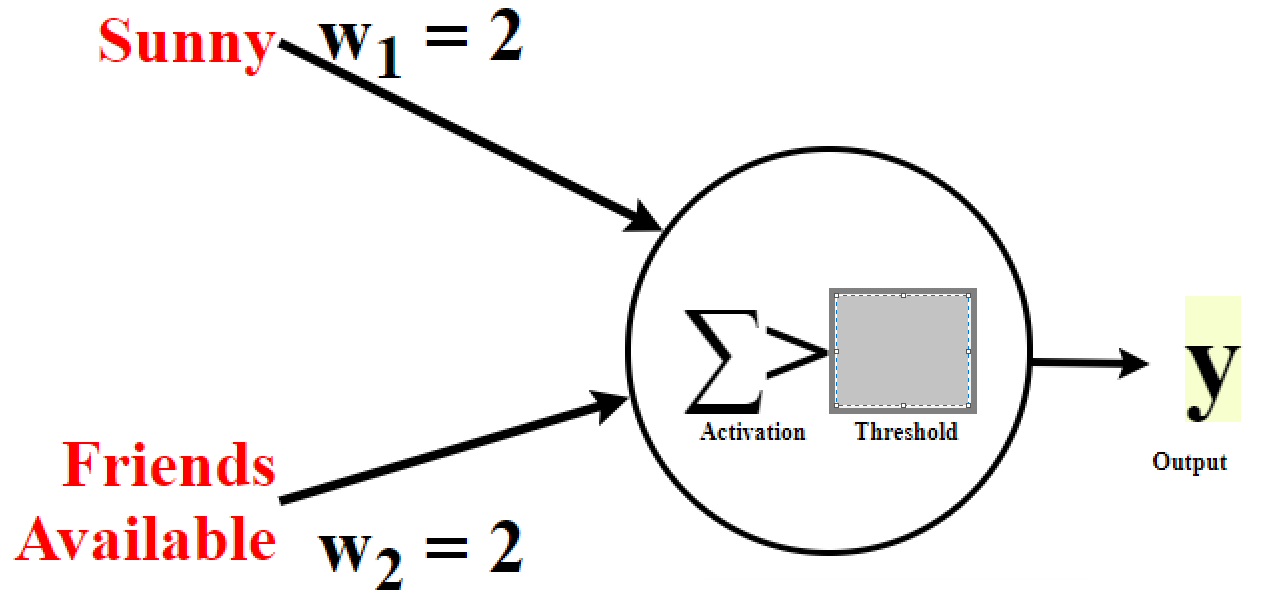 Sunny
w1 = 2
∑ >
Activation
Threshold
y
Output
Friends
Available
w2 = 2